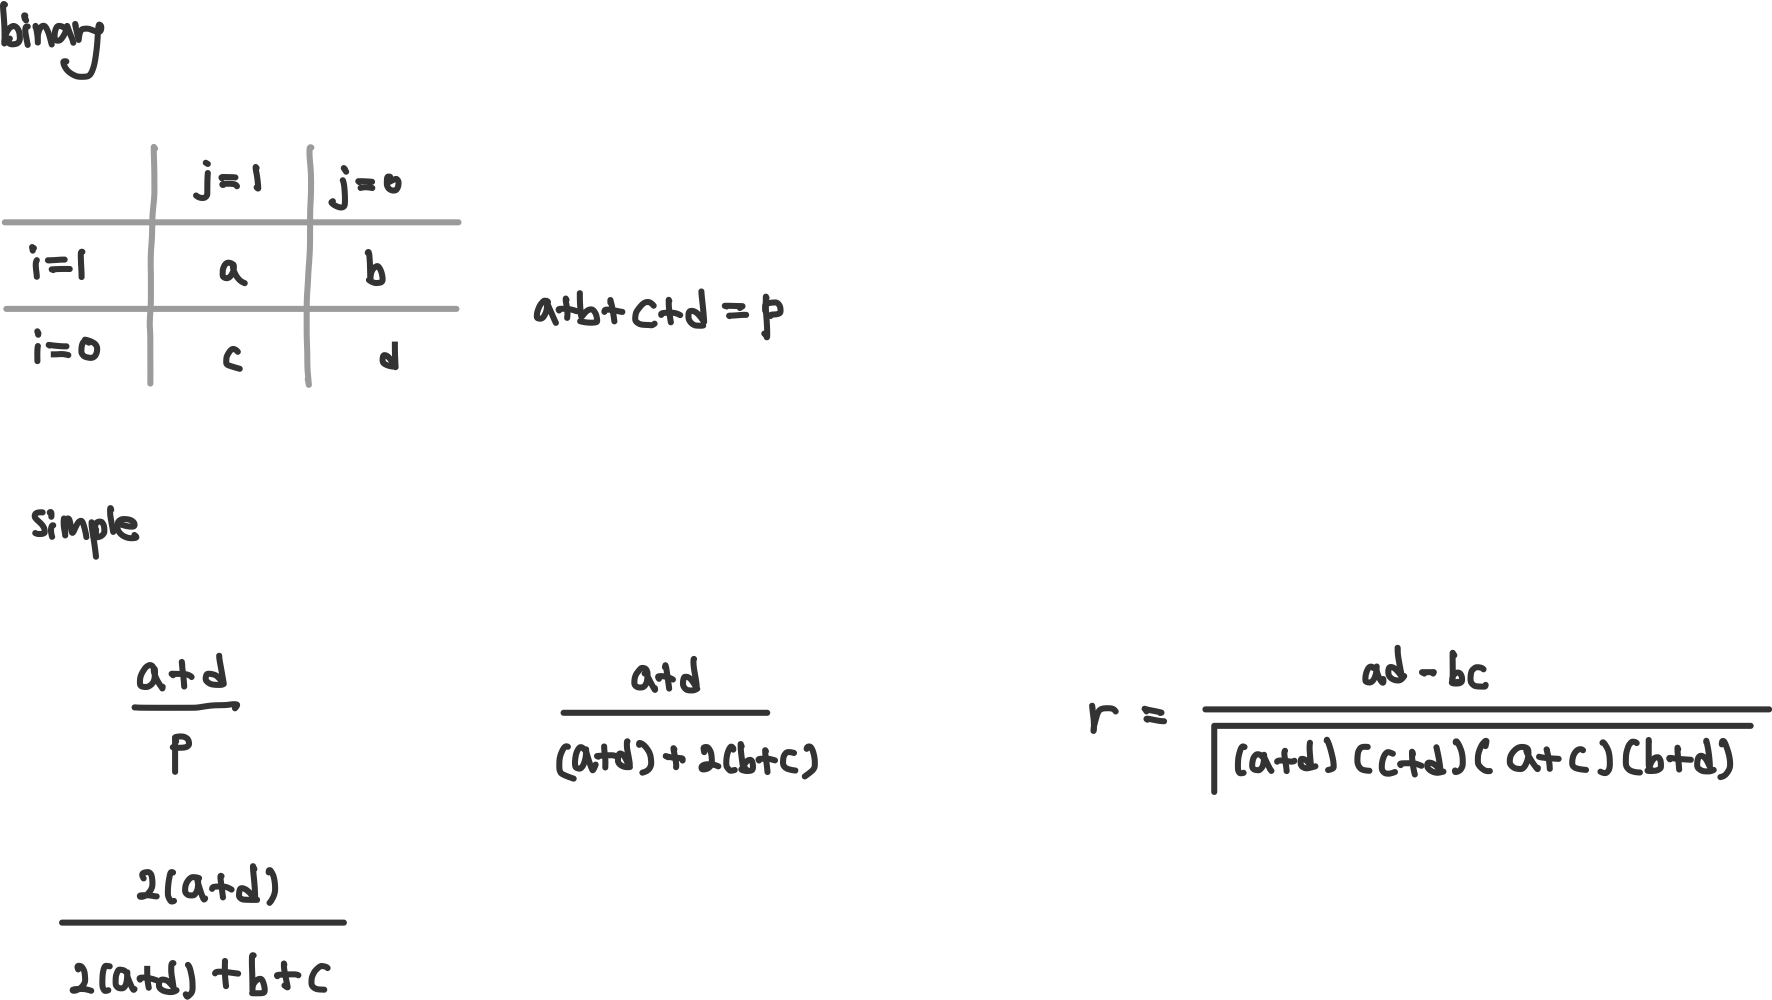 binary
j=1 j=0
i=1 a b
a+b+c+d = p
i=0 c d
simple
a+d
p
a+d
(a+d) + 2(b+c)
r = ad - bc
√(a+d) (c+d) (a+c) (b+d)
2(a+d)
2(a+d) + b + c